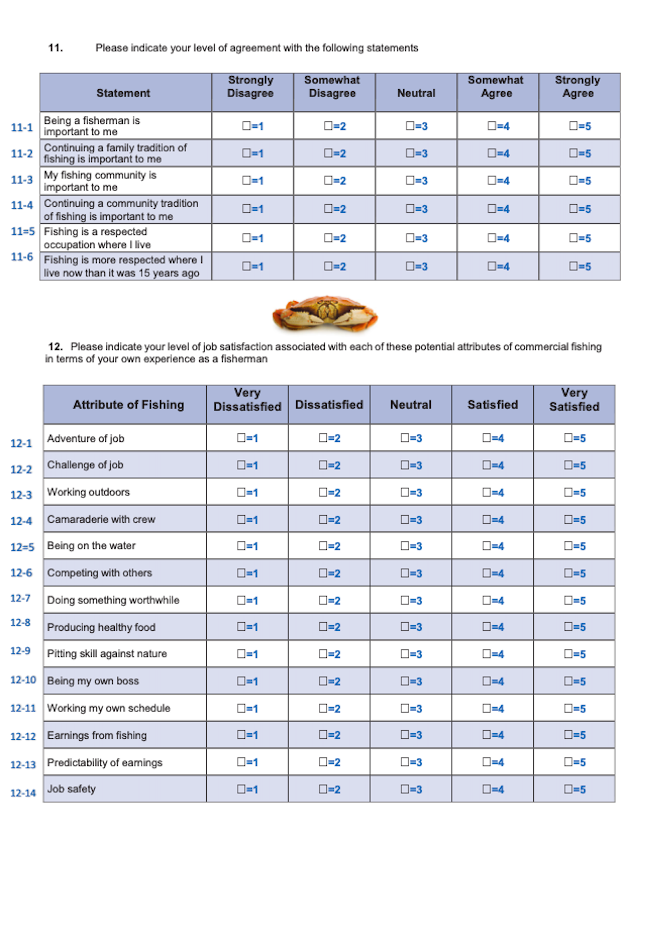 11. Please indicate your level of agreement with the following statements
Statement Strongly Disagree Somewhat Disagree Neutral Somewhat Agree Strongly Agree
11-1 Being a fisherman is important to me ☐=1 ☐=2 ☐=3 ☐=4 ☐=5
11-2 Continuing a family tradition of fishing is important to me ☐=1 ☐=2 ☐=3 ☐=4 ☐=5
11-3 My fishing community is important to me ☐=1 ☐=2 ☐=3 ☐=4 ☐=5
11-4 Continuing a community tradition of fishing is important to me ☐=1 ☐=2 ☐=3 ☐=4 ☐=5
11=5 Fishing is a respected occupation where I live ☐=1 ☐=2 ☐=3 ☐=4 ☐=5
11-6 Fishing is more respected where I live now than it was 15 years ago ☐=1 ☐=2 ☐=3 ☐=4 ☐=5
12. Please indicate your level of job satisfaction associated with each of these potential attributes of commercial fishing
in terms of your own experience as a fisherman
Attribute of Fishing Very Dissatisfied Dissatisfied Neutral Satisfied Very Satisfied
12-1 Adventure of job ☐=1 ☐=2 ☐=3 ☐=4 ☐=5
12-2 Challenge of job ☐=1 ☐=2 ☐=3 ☐=4 ☐=5
12-3 Working outdoors ☐=1 ☐=2 ☐=3 ☐=4 ☐=5
12-4 Camaraderie with crew ☐=1 ☐=2 ☐=3 ☐=4 ☐=5
12=5 Being on the water ☐=1 ☐=2 ☐=3 ☐=4 ☐=5
12-6 Competing with others ☐=1 ☐=2 ☐=3 ☐=4 ☐=5
12-7 Doing something worthwhile ☐=1 ☐=2 ☐=3 ☐=4 ☐=5
12-8 Producing healthy food ☐=1 ☐=2 ☐=3 ☐=4 ☐=5
12-9 Pitting skill against nature ☐=1 ☐=2 ☐=3 ☐=4 ☐=5
12-10 Being my own boss ☐=1 ☐=2 ☐=3 ☐=4 ☐=5
12-11 Working my own schedule ☐=1 ☐=2 ☐=3 ☐=4 ☐=5
12-12 Earnings from fishing ☐=1 ☐=2 ☐=3 ☐=4 ☐=5
12-13 Predictability of earnings ☐=1 ☐=2 ☐=3 ☐=4 ☐=5
12-14 Job safety ☐=1 ☐=2 ☐=3 ☐=4 ☐=5